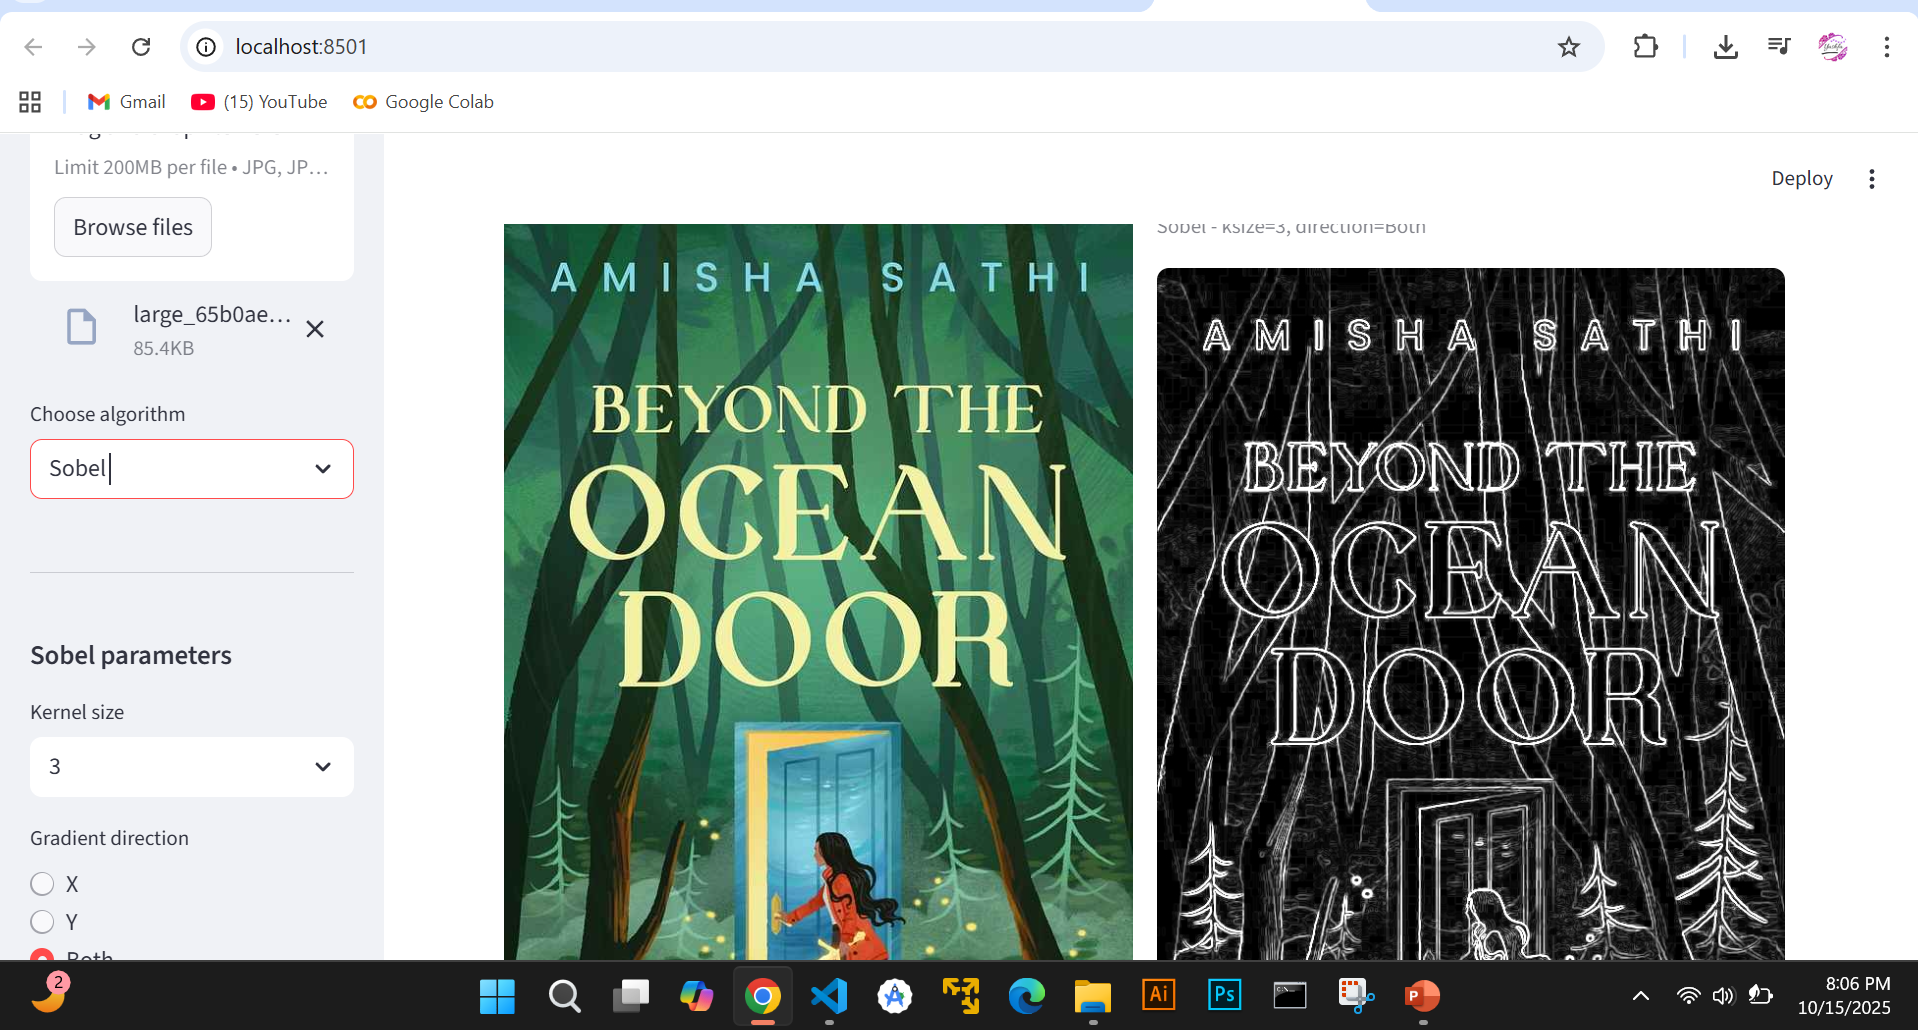 localhost:8501
Gmail
(15) YouTube
Google Colab
Limit 200MB per file • JPG, JP...
Browse files
large_65b0ae...
85.4KB
Choose algorithm
Sobel
Sobel parameters
Kernel size
3
Gradient direction
X
Y
Both
Deploy
AMISHA SATHI
BEYOND THE
OCEAN
DOOR
Sobel - ksize=3, direction=Both
AMISHA SATHI
BEYOND THE
OCEAN
DOOR
2
Ai
Ps
P
8:06 PM
10/15/2025